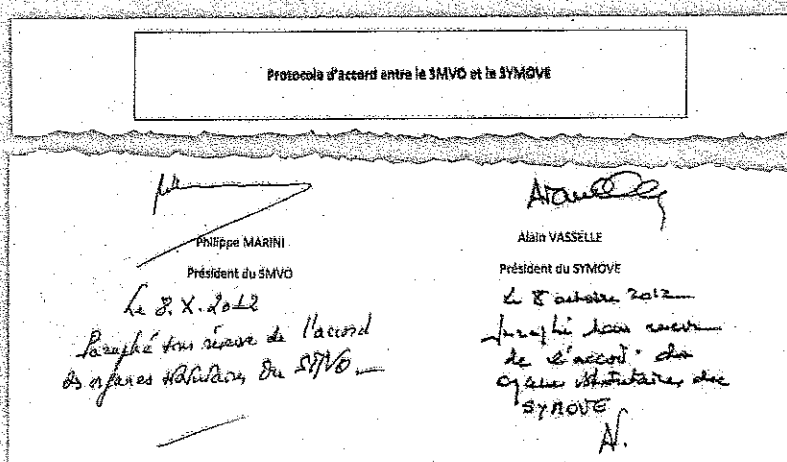 Protocole d'accord entre le SMVO et le SYMOVE
Philippe MARINI
Président du SMVO
Le 8. X. 2012
Paraphé sous réserve de l'accord
des organes statutaires du SMVO
Alain VASSELLE
Président du SYMOVE
Le 8 octobre 2012
paraphé sous réserve
de l'accord des
organes statutaires du
SYMOVE
AV.